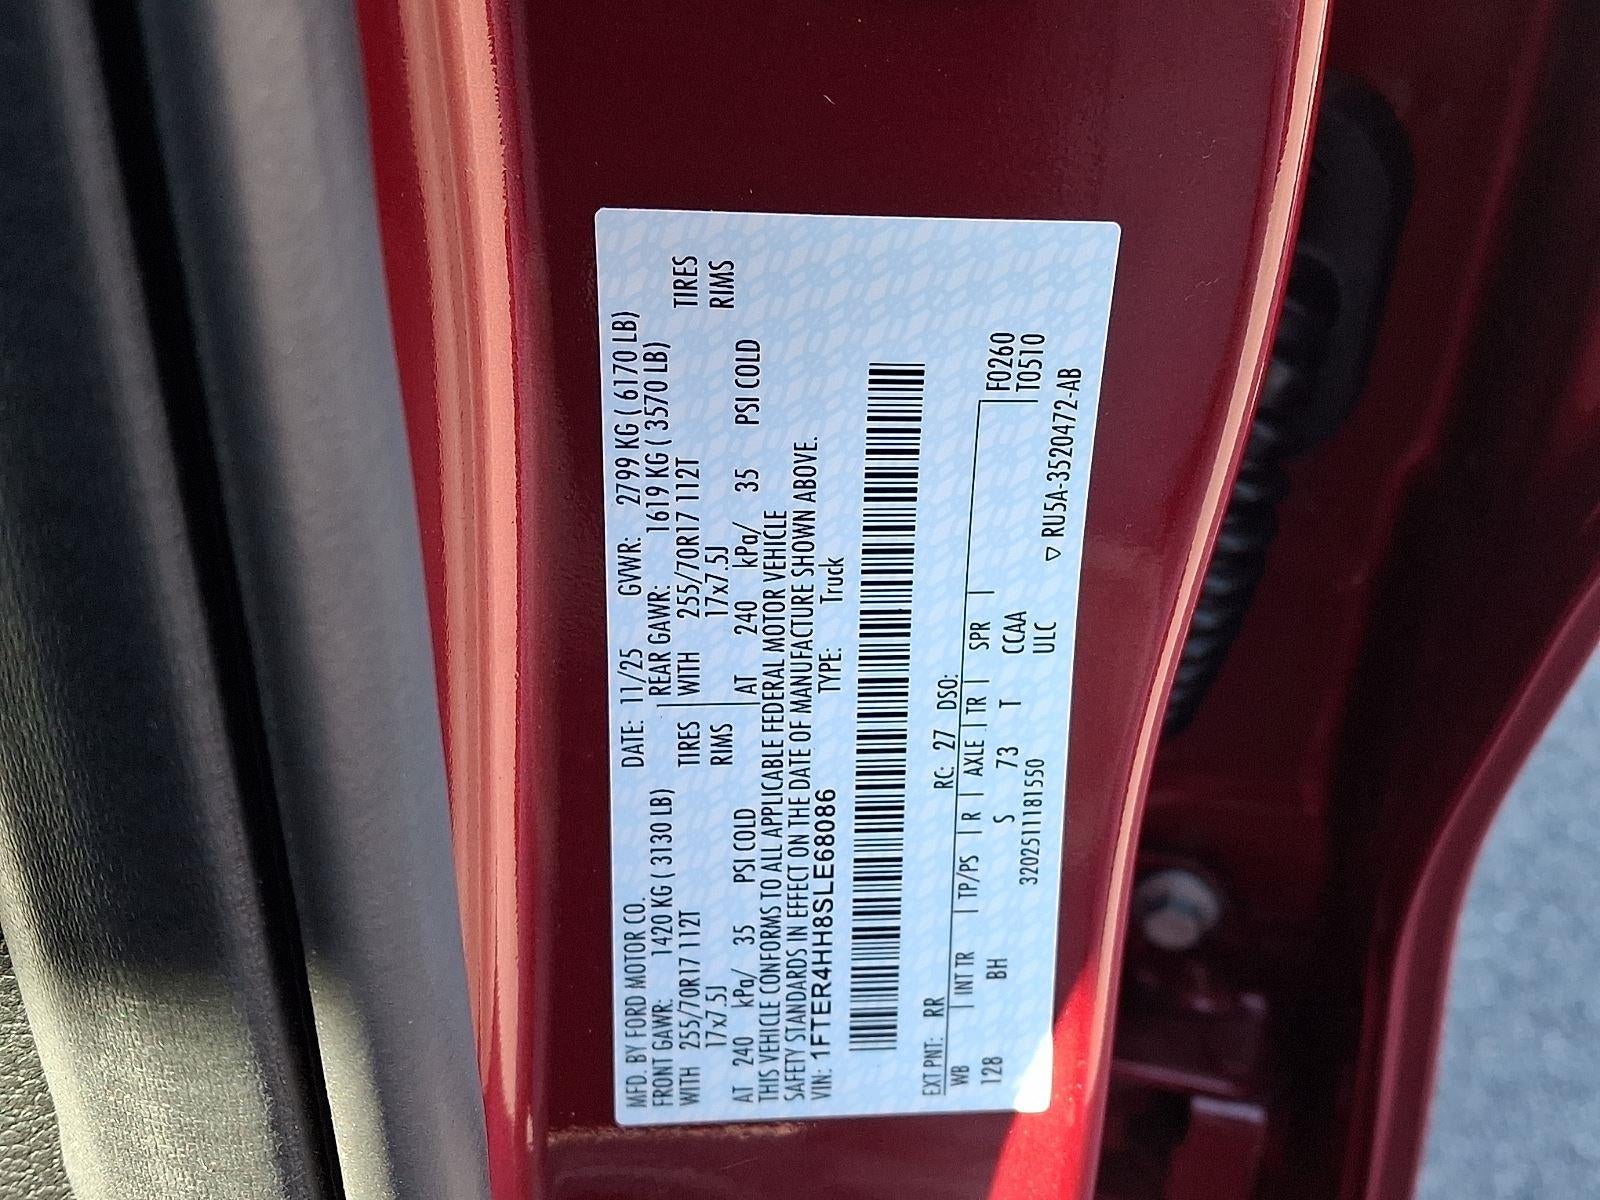 MFD. BY FORD MOTOR CO. DATE: 11/25 GVWR: 2799 KG ( 6170 LB)
FRONT GAWR: 1420 KG ( 3130 LB) REAR GAWR: 1619 KG ( 3570 LB)
WITH 255/70R17 112T TIRES WITH 255/70R17 112T TIRES
17x7.5J RIMS 17x7.5J RIMS
AT 240 kPa/ 35 PSI COLD AT 240 kPa/ 35 PSI COLD
THIS VEHICLE CONFORMS TO ALL APPLICABLE FEDERAL MOTOR VEHICLE
SAFETY STANDARDS IN EFFECT ON THE DATE OF MANUFACTURE SHOWN ABOVE.
VIN: 1FTER4HH8SLE68086 TYPE: Truck
EXT PNT: RR RC: 27 DSO:
WB INT TR TP/PS R AXLE TR SPR F0260
128 BH S 73 T CCAA T0510
3202511181550 ULC
RU5A-3520472-AB